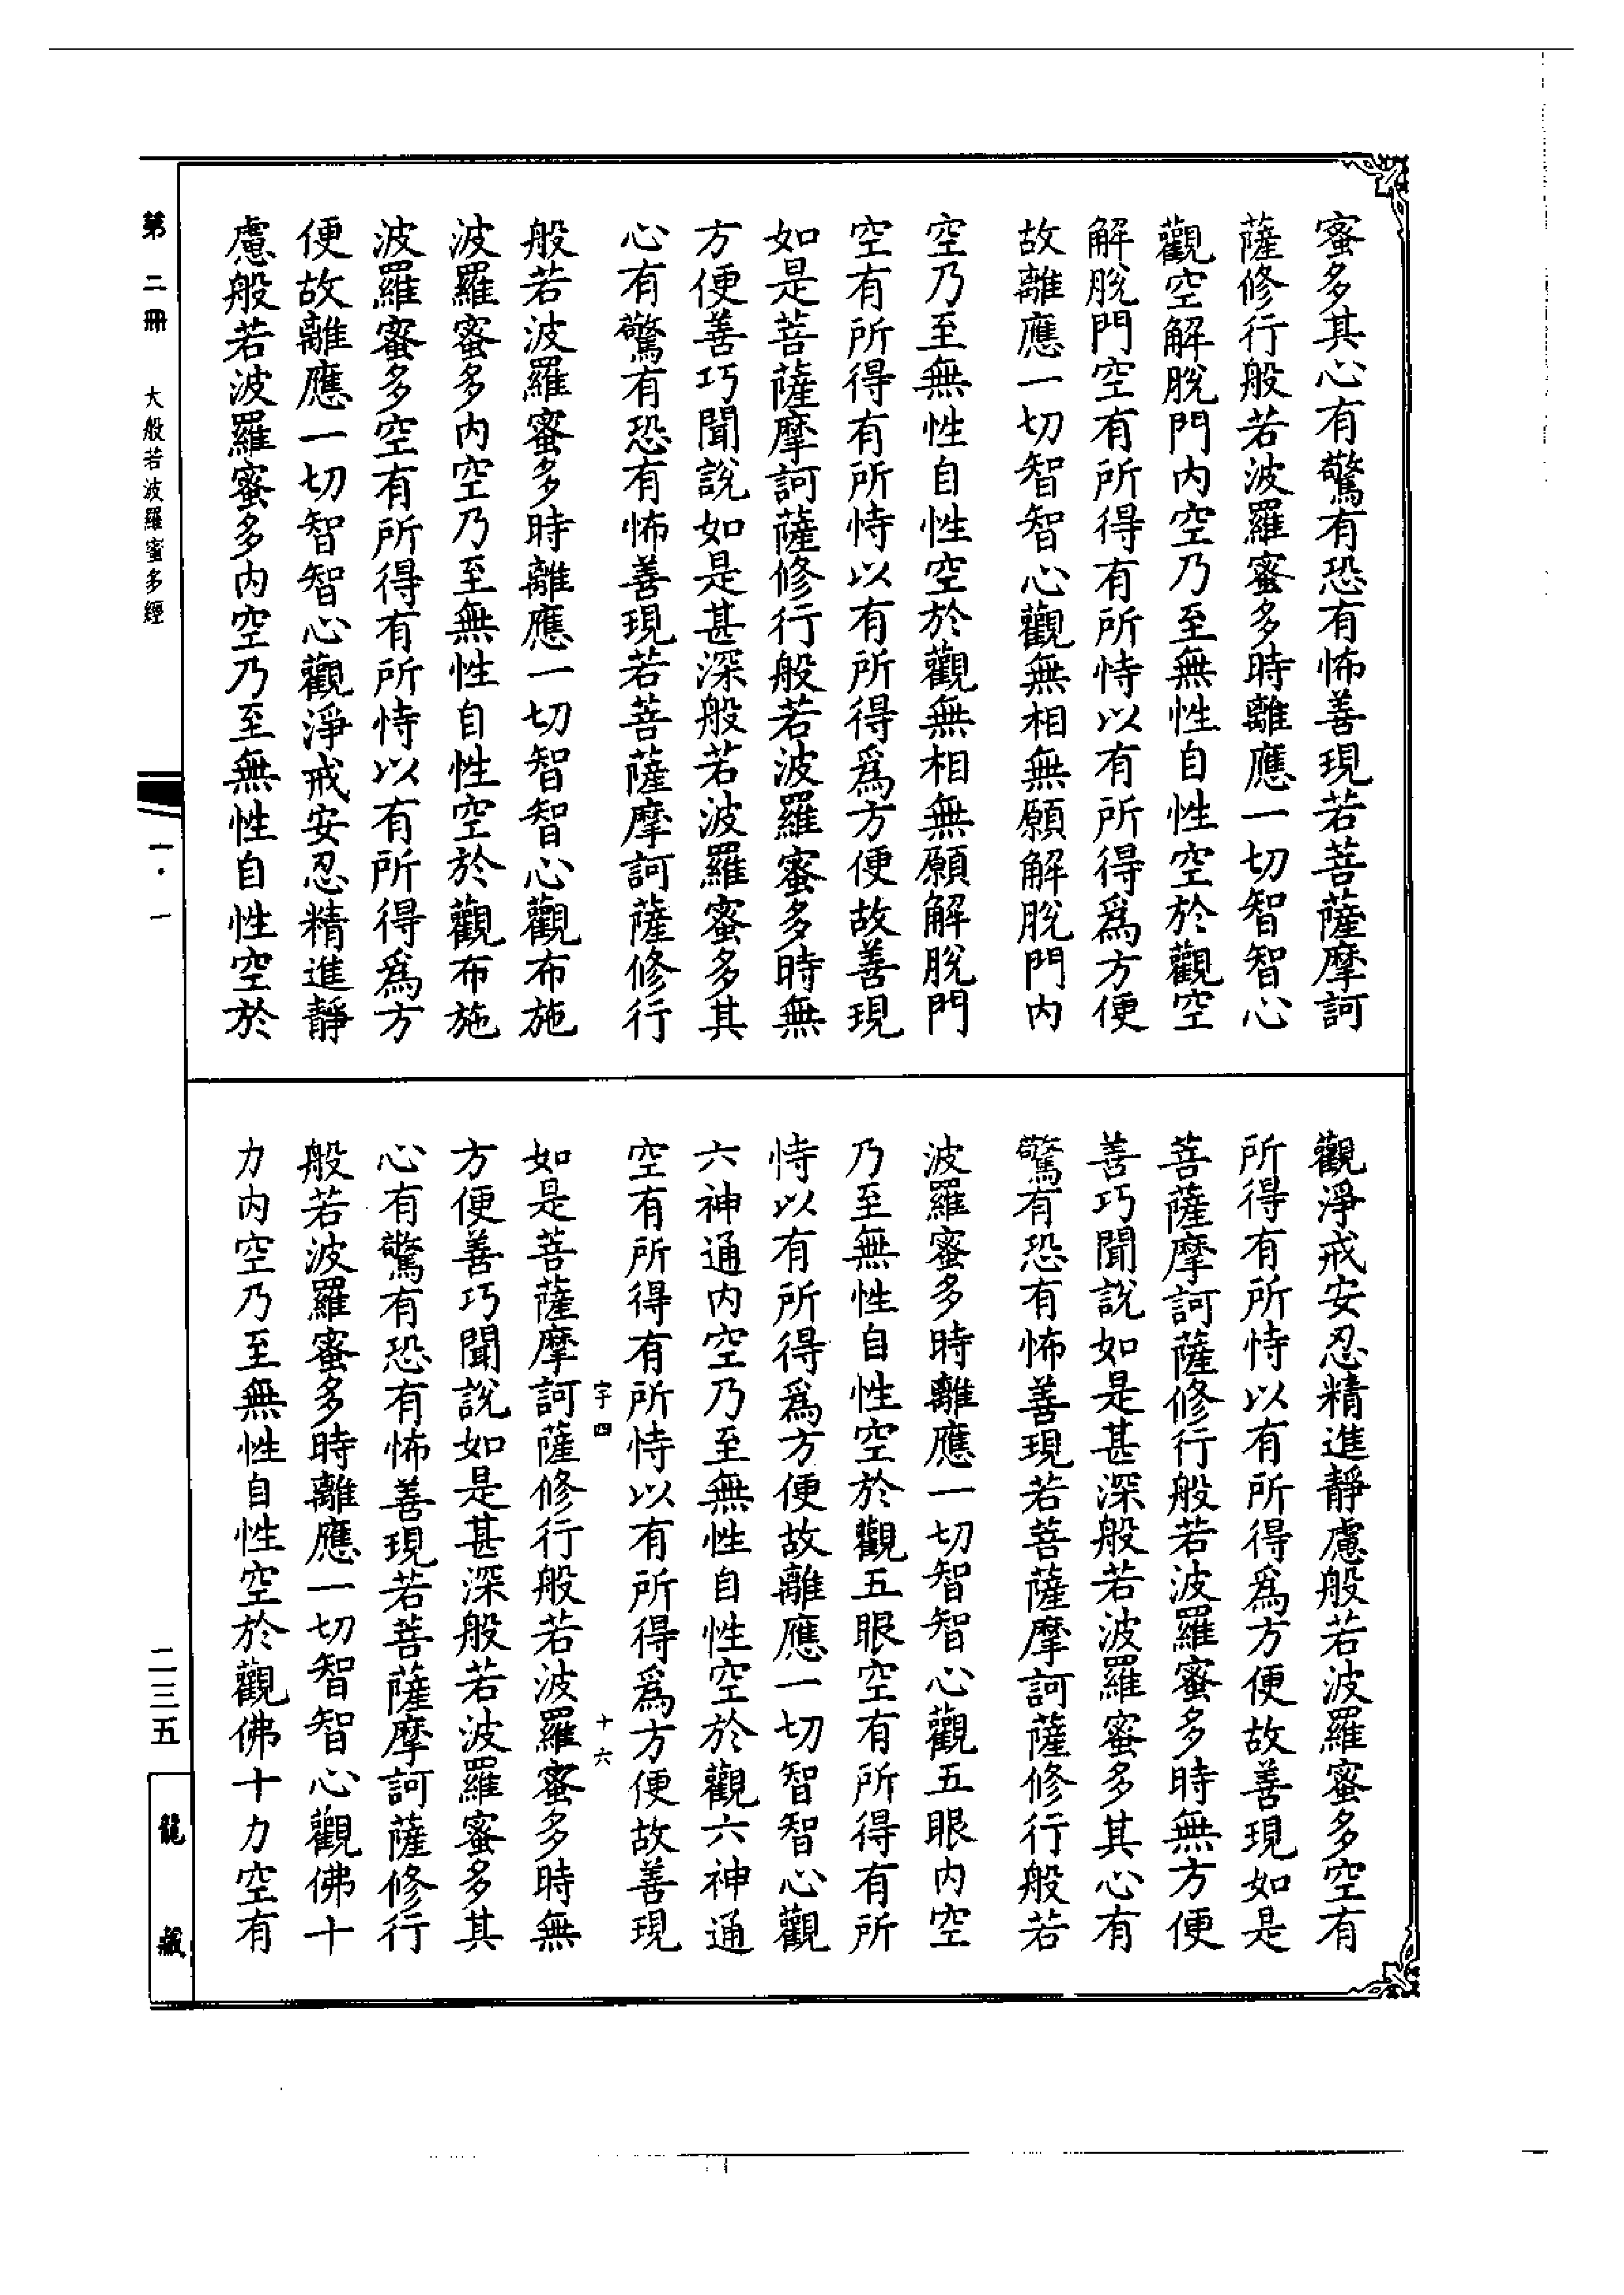 蜜多其心有驚有恐有怖善現若菩薩摩訶
薩修行般若波羅蜜多時離應一切智智心
觀空解脫門內空乃至無性自性空於觀空
解脫門空有所得有所恃以有所得爲方便
故離應一切智智心觀無相無願解脫門內
空乃至無性自性空於觀無相無願解脫門
空有所得有所恃以有所得爲方便故善現
如是菩薩摩訶薩修行般若波羅蜜多時無
方便善巧聞說如是甚深般若波羅蜜多其
心有驚有恐有怖善現若菩薩摩訶薩修行
般若波羅蜜多時離應一切智智心觀布施
波羅蜜多內空乃至無性自性空於觀布施
波羅蜜多空有所得有所恃以有所得爲方
便故離應一切智智心觀淨戒安忍精進靜
慮般若波羅蜜多內空乃至無性自性空於
觀淨戒安忍精進靜慮般若波羅蜜多空有
所得有所恃以有所得爲方便故善現如是
菩薩摩訶薩修行般若波羅蜜多時無方便
善巧聞說如是甚深般若波羅蜜多其心有
驚有恐有怖善現若菩薩摩訶薩修行般若
波羅蜜多時離應一切智智心觀五眼內空
乃至無性自性空於觀五眼空有所得有所
恃以有所得爲方便故離應一切智智心觀
六神通內空乃至無性自性空於觀六神通
空有所得有所恃以有所得爲方便故善現
字四 十六
如是菩薩摩訶薩修行般若波羅蜜多時無
方便善巧聞說如是甚深般若波羅蜜多其
心有驚有恐有怖善現若菩薩摩訶薩修行
般若波羅蜜多時離應一切智智心觀佛十
力內空乃至無性自性空於觀佛十力空有
第二冊 大般若波羅蜜多經 一·一 二三五 龍藏